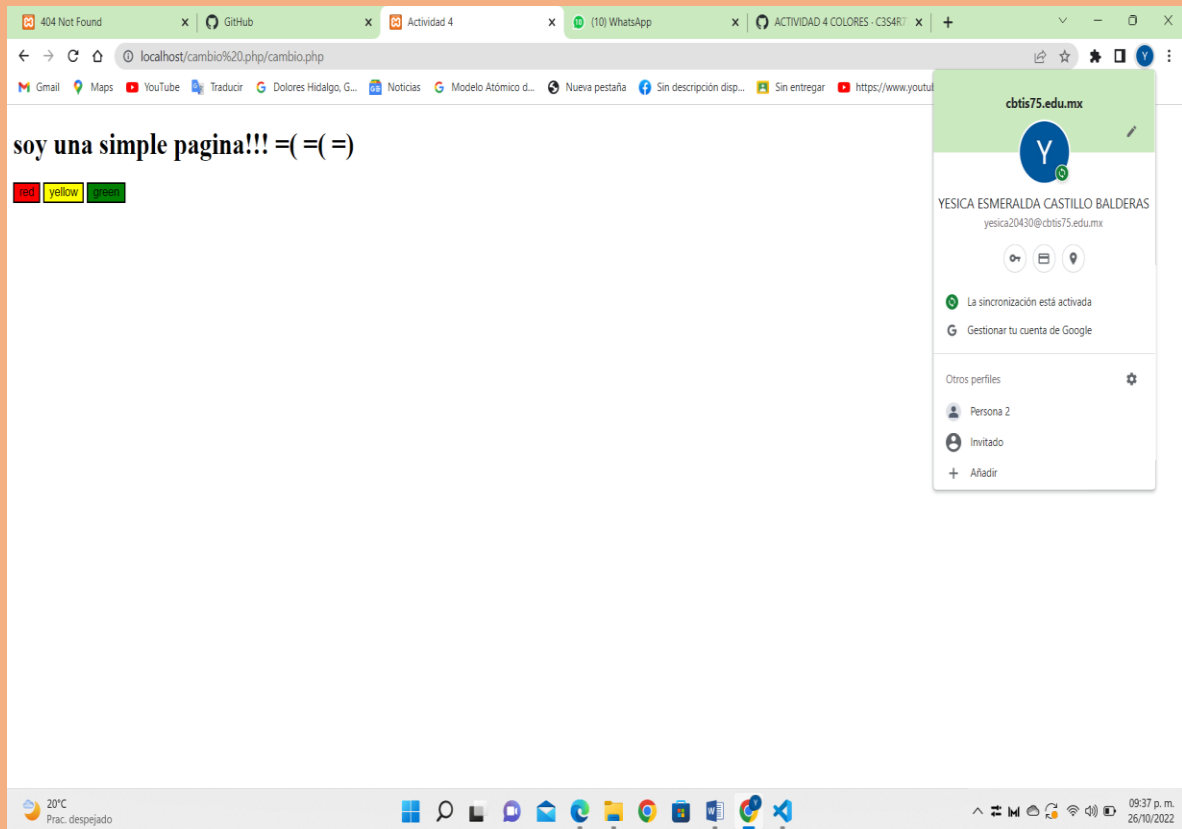 404 Not Found
GitHub
Actividad 4
(10) WhatsApp
ACTIVIDAD 4 COLORES · C3S4R7
localhost/cambio%20.php/cambio.php
Y
Gmail
Maps
YouTube
Traducir
Dolores Hidalgo, G...
Noticias
Modelo Atómico d...
Nueva pestaña
Sin descripción disp...
Sin entregar
https://www.youtu
soy una simple pagina!!! =( =( =)
red yellow green
cbtis75.edu.mx
Y
YESICA ESMERALDA CASTILLO BALDERAS
yesica20430@cbtis75.edu.mx
La sincronización está activada
Gestionar tu cuenta de Google
Otros perfiles
Persona 2
Invitado
Añadir
20°C
Prac. despejado
09:37 p. m.
26/10/2022